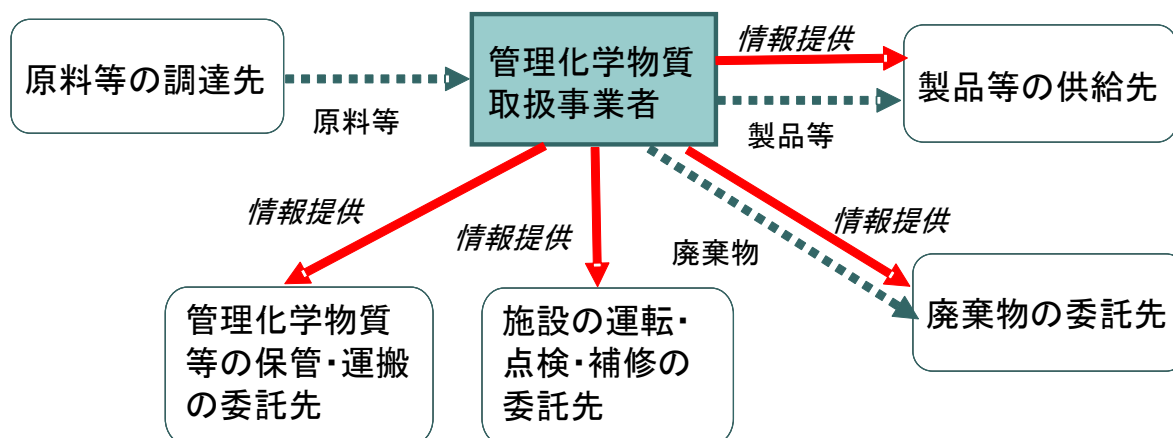 原料等の調達先
原料等
管理化学物質
取扱事業者
情報提供
製品等
製品等の供給先
情報提供
情報提供
廃棄物
情報提供
管理化学物質
等の保管・運搬
の委託先
施設の運転・
点検・補修の
委託先
廃棄物の委託先